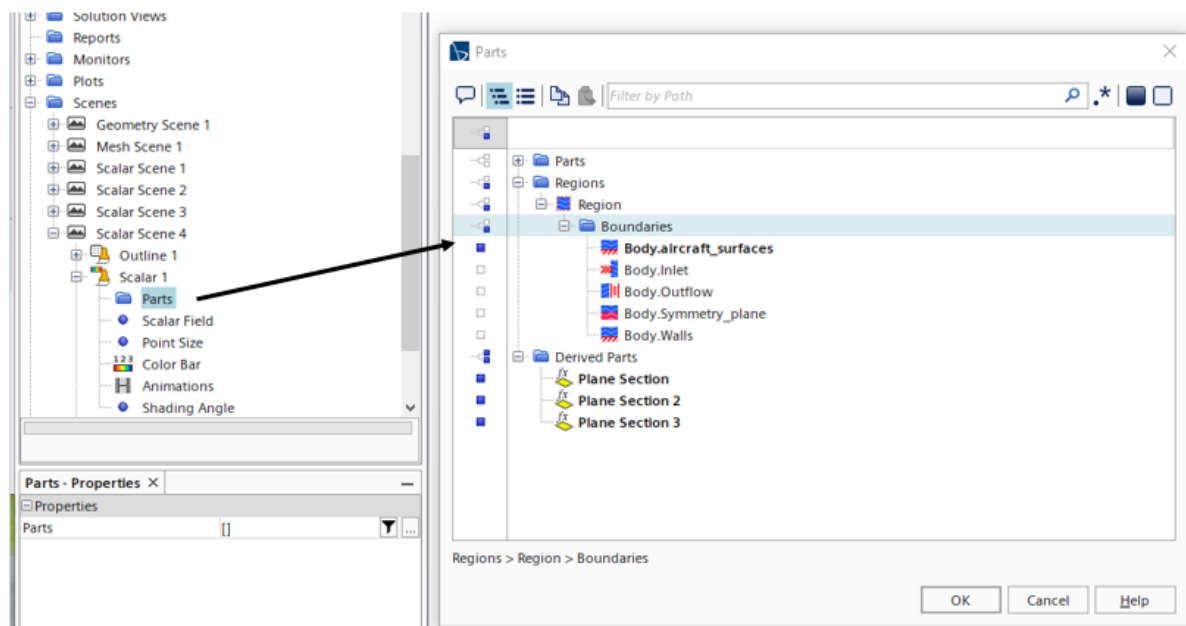 Solution Views
Reports
Monitors
Plots
Scenes
Geometry Scene 1
Mesh Scene 1
Scalar Scene 1
Scalar Scene 2
Scalar Scene 3
Scalar Scene 4
Outline 1
Scalar 1
Parts
Scalar Field
Point Size
Color Bar
Animations
Shading Angle
Parts - Properties ×
Properties
Parts [] ...
Parts
Filter by Path .*
Parts
Regions
Region
Boundaries
Body.aircraft_surfaces
Body.Inlet
Body.Outflow
Body.Symmetry_plane
Body.Walls
Derived Parts
Plane Section
Plane Section 2
Plane Section 3
Regions > Region > Boundaries
OK Cancel Help